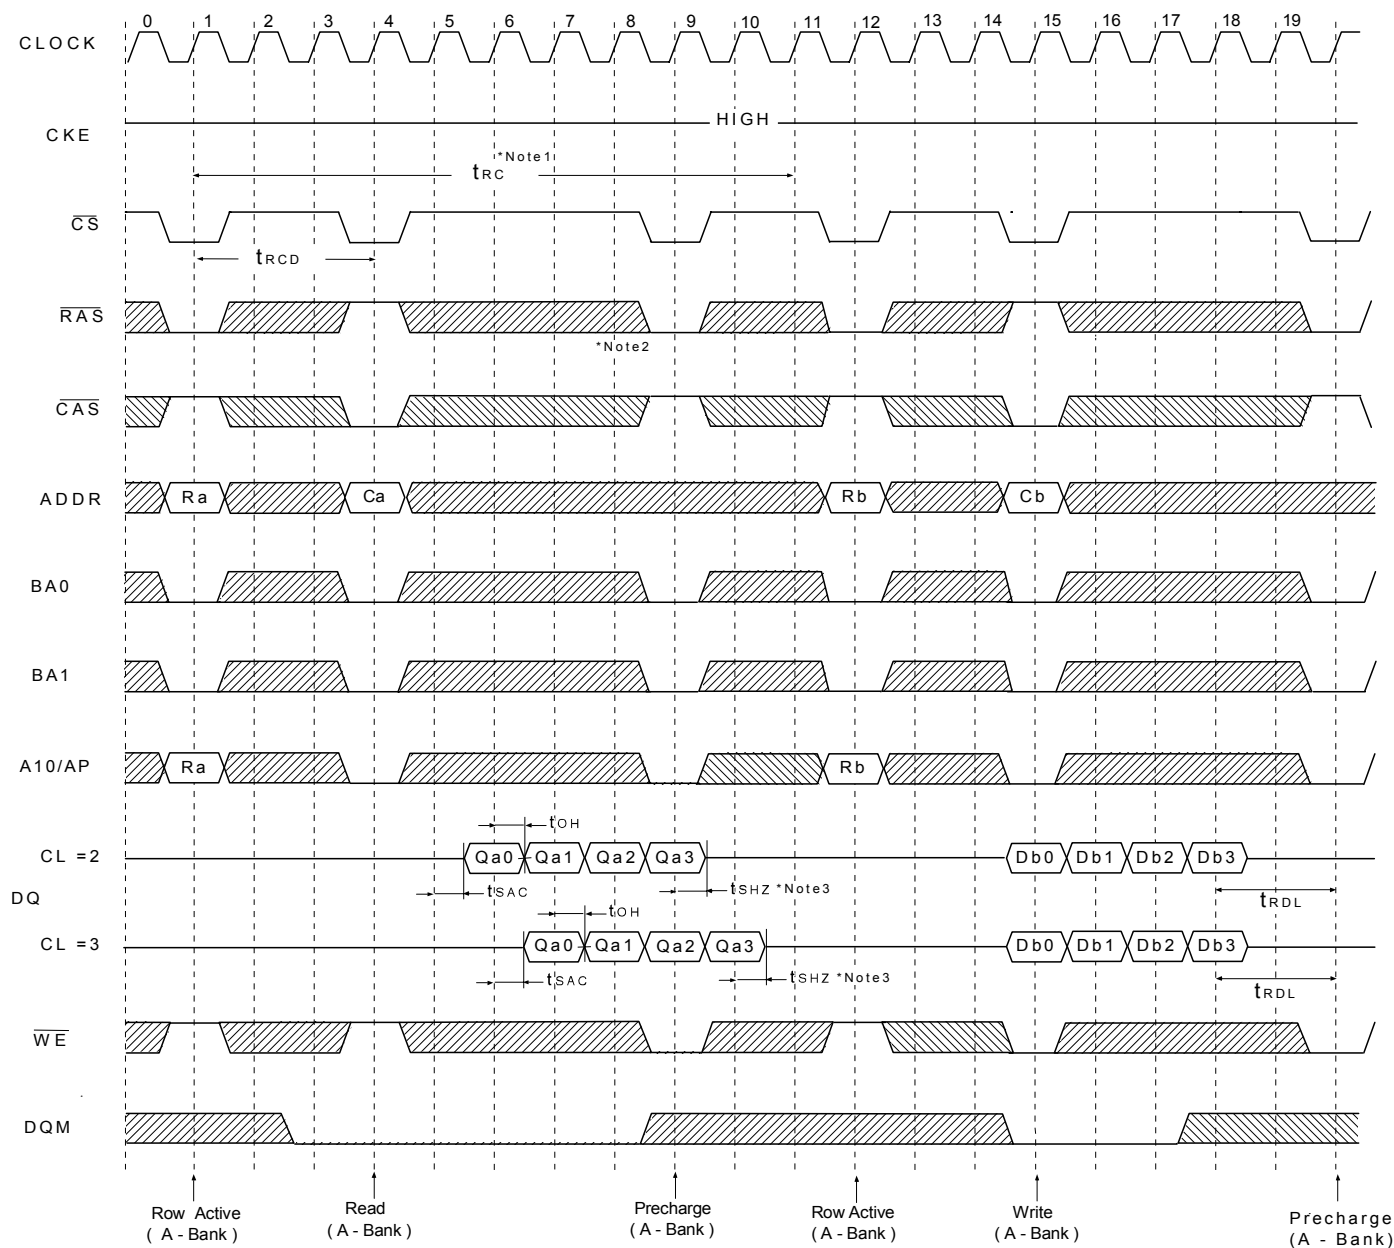 0 1 2 3 4 5 6 7 8 9 10 11 12 13 14 15 16 17 18 19
CLOCK
HIGH
CKE
*Note1
tRC
CS
tRCD
RAS
*Note2
CAS
ADDR Ra Ca Rb Cb
BA0
BA1
A10/AP Ra Rb
tOH
CL =2 Qa0 Qa1 Qa2 Qa3 Db0 Db1 Db2 Db3
tSAC tSHZ *Note3
DQ tRDL
tOH
CL =3 Qa0 Qa1 Qa2 Qa3 Db0 Db1 Db2 Db3
tSAC tSHZ *Note3
tRDL
WE
DQM
Row Active Read Precharge Row Active Write Precharge
( A - Bank ) ( A - Bank ) ( A - Bank ) ( A - Bank ) ( A - Bank ) (A - Bank)